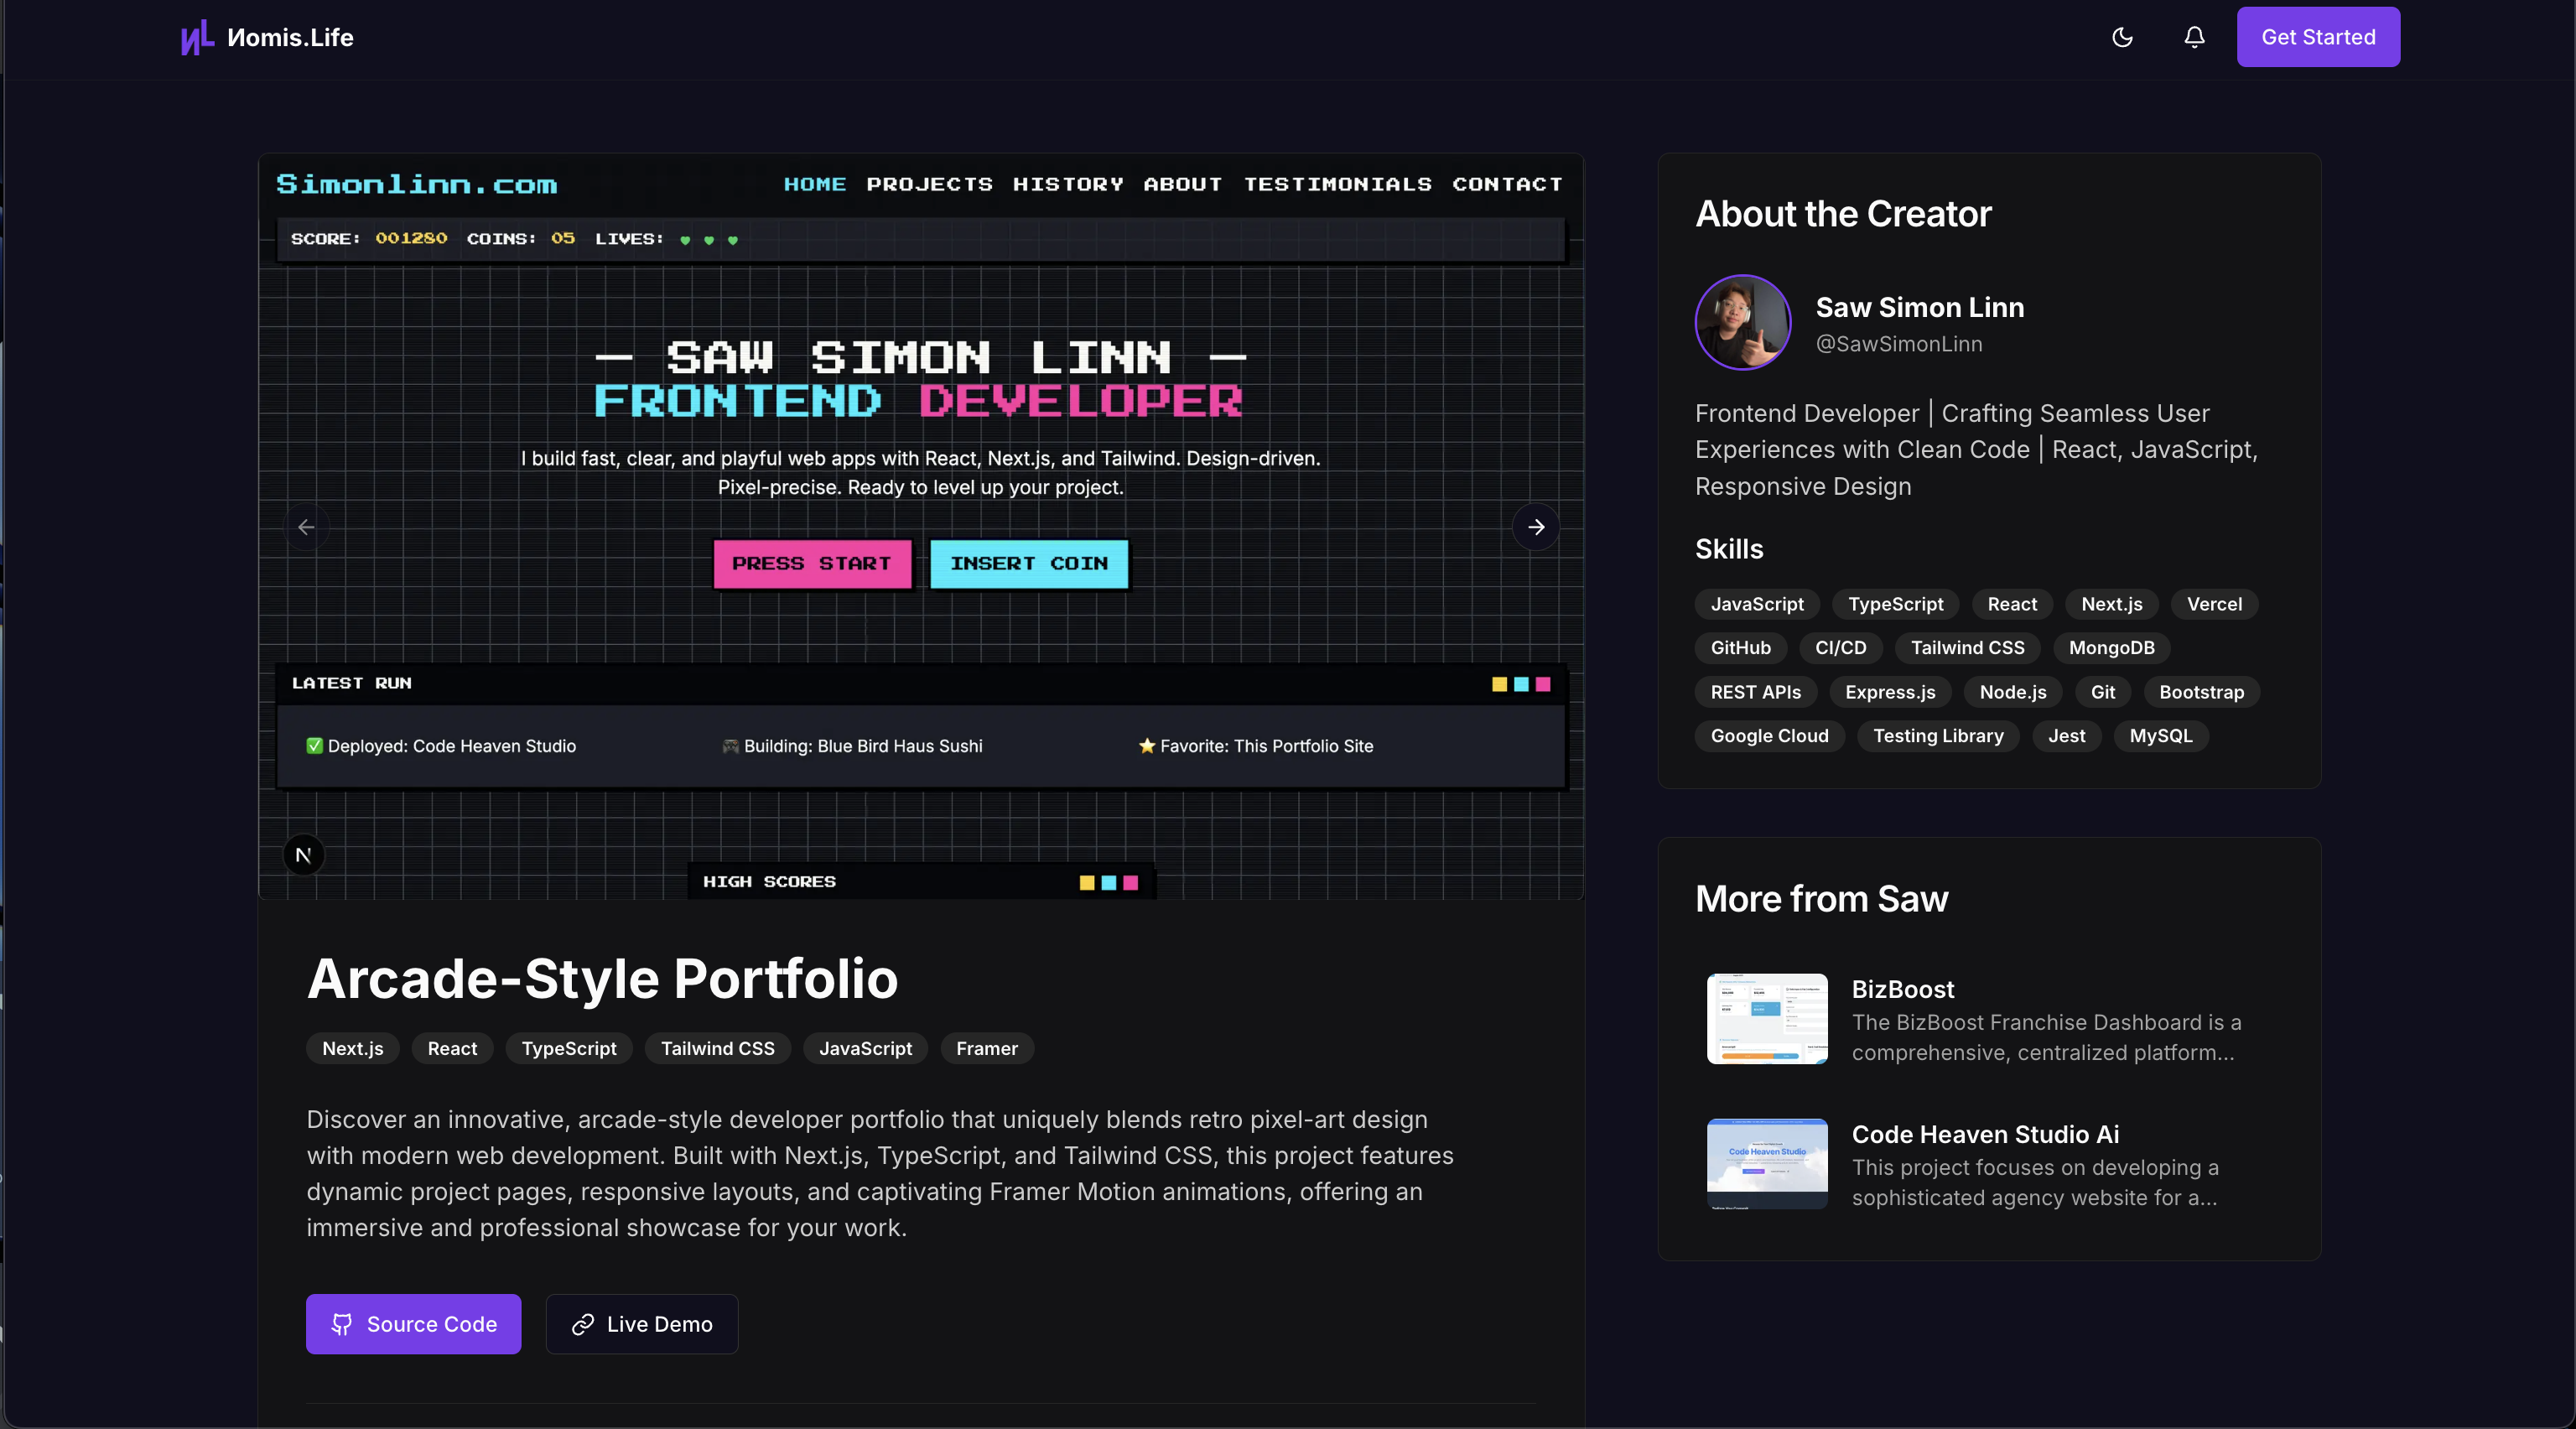 ИL Иomis.Life
Get Started
Simonlinn.com
HOME PROJECTS HISTORY ABOUT TESTIMONIALS CONTACT
SCORE: 001280 COINS: 05 LIVES:
— SAW SIMON LINN —
FRONTEND DEVELOPER
I build fast, clear, and playful web apps with React, Next.js, and Tailwind. Design-driven.
Pixel-precise. Ready to level up your project.
PRESS START INSERT COIN
LATEST RUN
✅ Deployed: Code Heaven Studio
🎮 Building: Blue Bird Haus Sushi
⭐ Favorite: This Portfolio Site
N
HIGH SCORES
Arcade-Style Portfolio
Next.js React TypeScript Tailwind CSS JavaScript Framer
Discover an innovative, arcade-style developer portfolio that uniquely blends retro pixel-art design
with modern web development. Built with Next.js, TypeScript, and Tailwind CSS, this project features
dynamic project pages, responsive layouts, and captivating Framer Motion animations, offering an
immersive and professional showcase for your work.
Source Code Live Demo
About the Creator
Saw Simon Linn
@SawSimonLinn
Frontend Developer | Crafting Seamless User
Experiences with Clean Code | React, JavaScript,
Responsive Design
Skills
JavaScript TypeScript React Next.js Vercel
GitHub CI/CD Tailwind CSS MongoDB
REST APIs Express.js Node.js Git Bootstrap
Google Cloud Testing Library Jest MySQL
More from Saw
BizBoost
The BizBoost Franchise Dashboard is a
comprehensive, centralized platform...
Code Heaven Studio
Code Heaven Studio Ai
This project focuses on developing a
sophisticated agency website for a...